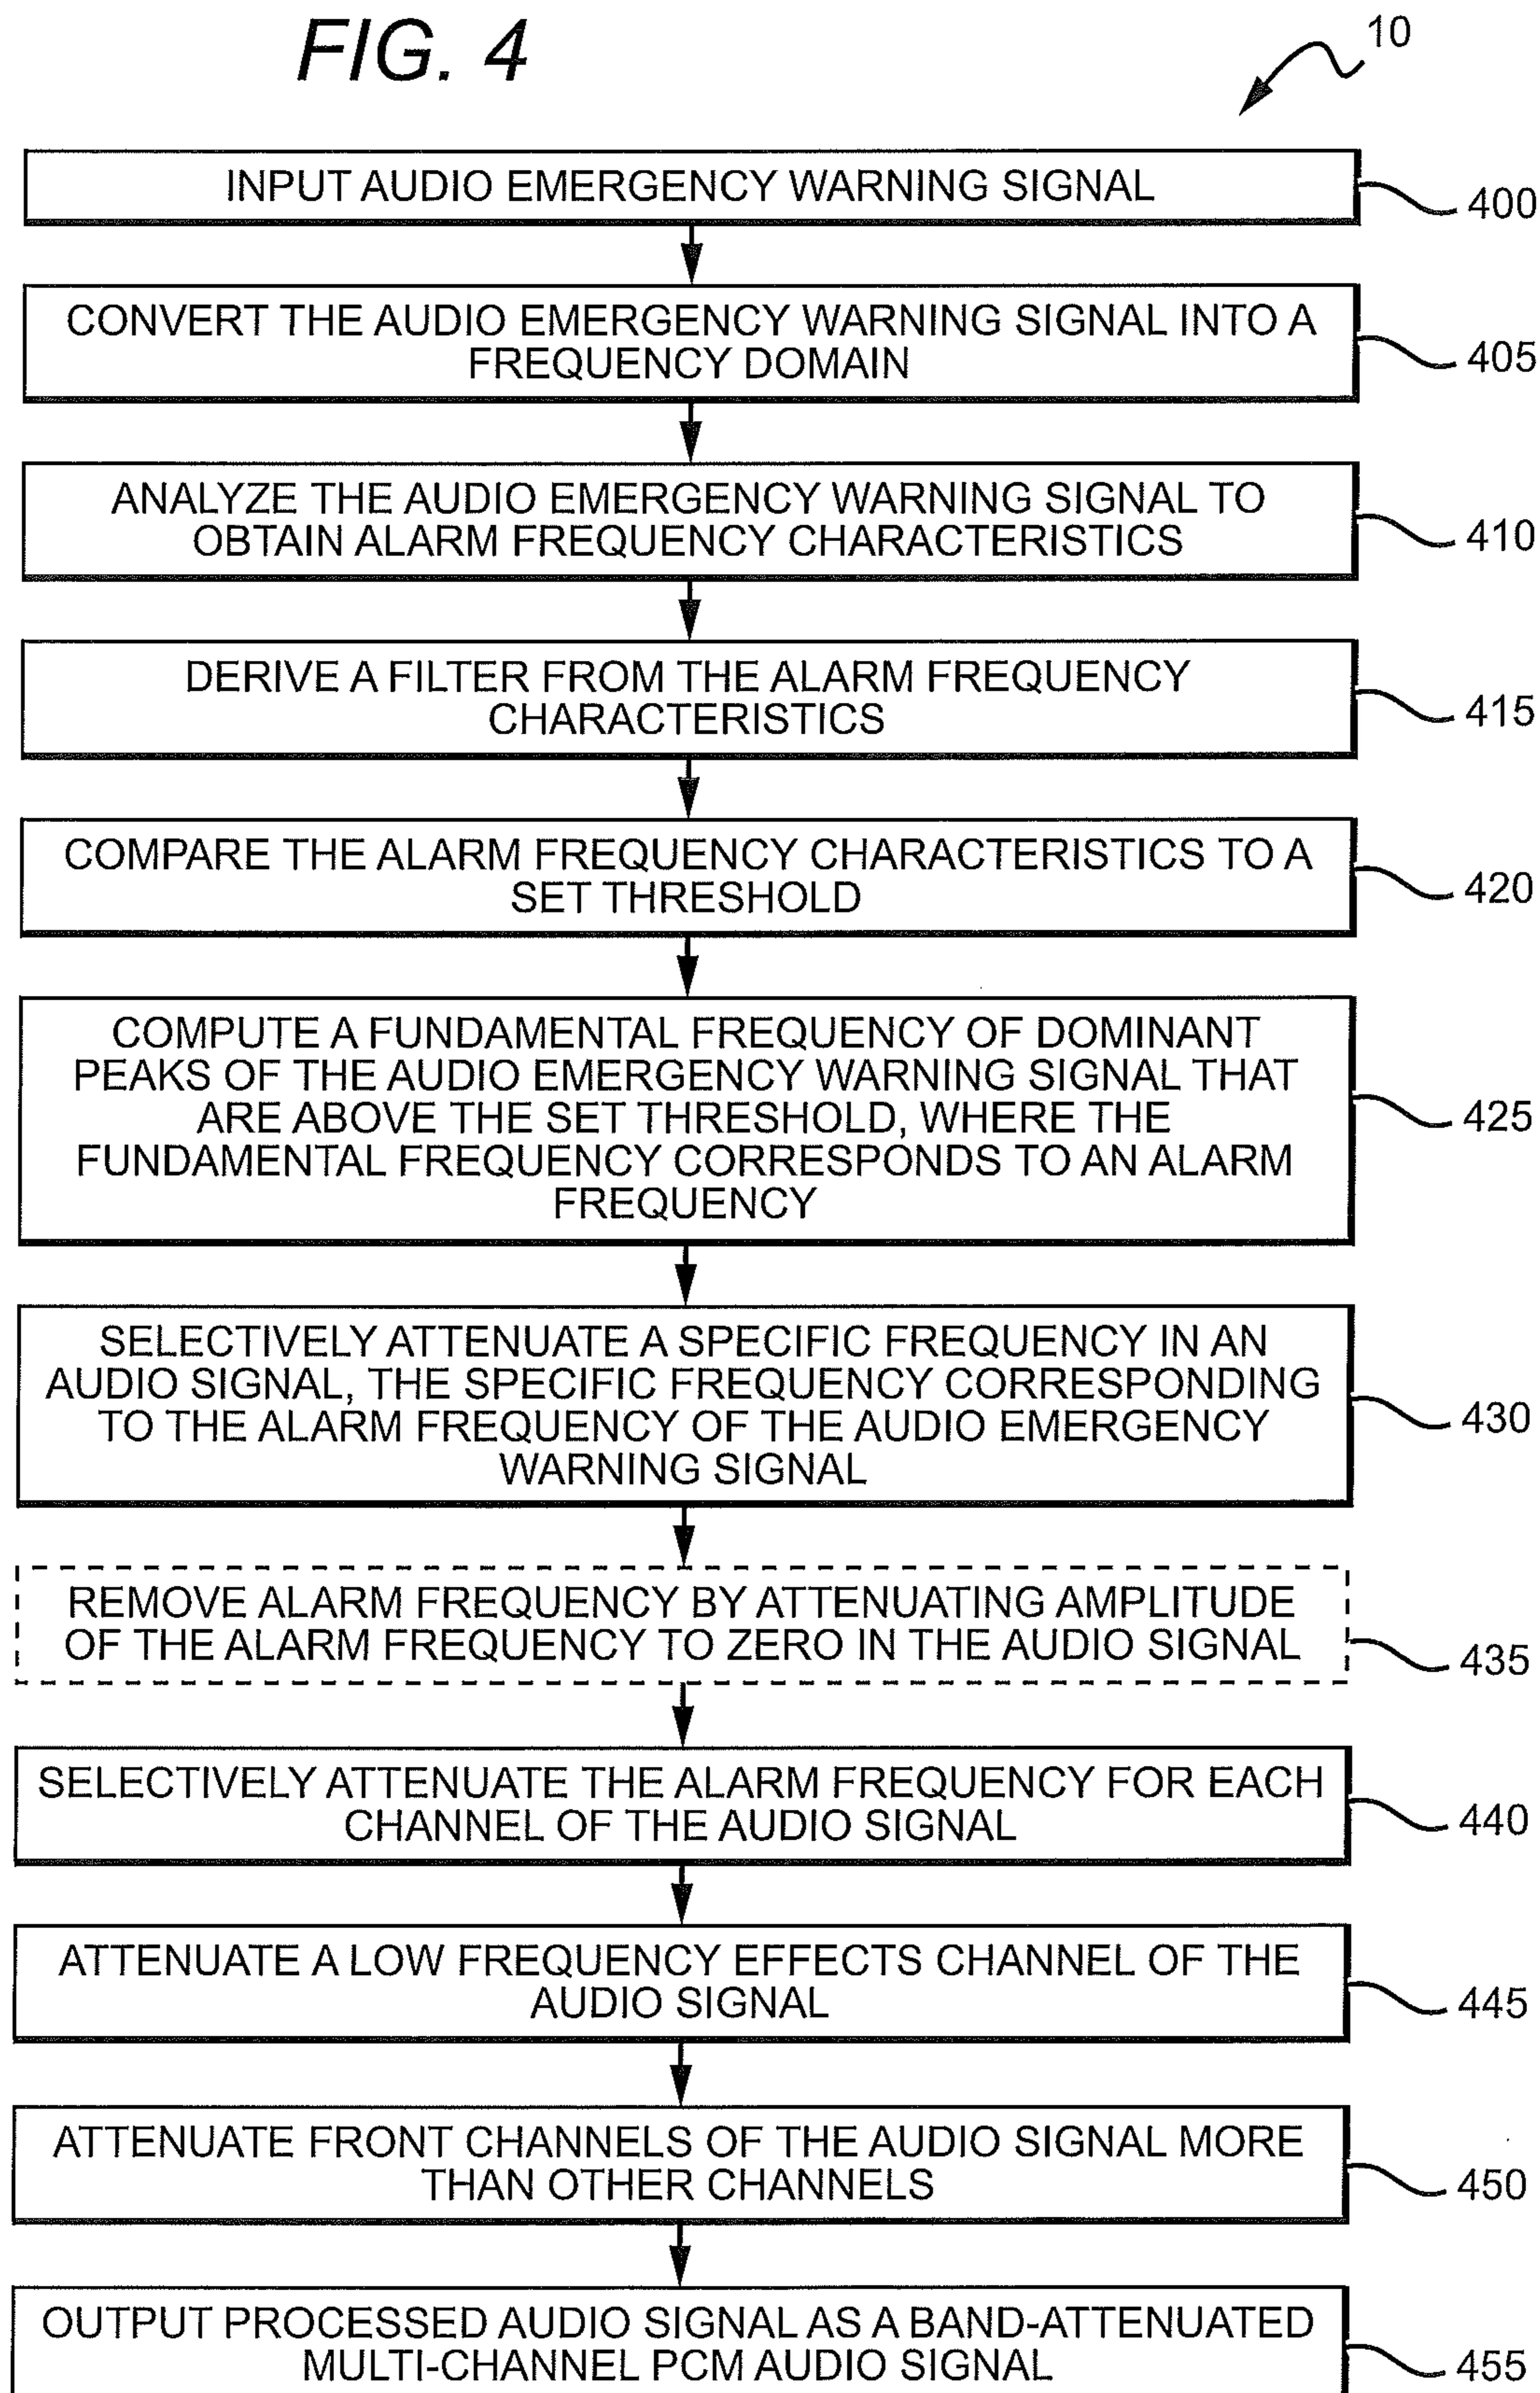 FIG. 4
10
INPUT AUDIO EMERGENCY WARNING SIGNAL
400
CONVERT THE AUDIO EMERGENCY WARNING SIGNAL INTO A
FREQUENCY DOMAIN
405
ANALYZE THE AUDIO EMERGENCY WARNING SIGNAL TO
OBTAIN ALARM FREQUENCY CHARACTERISTICS
410
DERIVE A FILTER FROM THE ALARM FREQUENCY
CHARACTERISTICS
415
COMPARE THE ALARM FREQUENCY CHARACTERISTICS TO A
SET THRESHOLD
420
COMPUTE A FUNDAMENTAL FREQUENCY OF DOMINANT
PEAKS OF THE AUDIO EMERGENCY WARNING SIGNAL THAT
ARE ABOVE THE SET THRESHOLD, WHERE THE
FUNDAMENTAL FREQUENCY CORRESPONDS TO AN ALARM
FREQUENCY
425
SELECTIVELY ATTENUATE A SPECIFIC FREQUENCY IN AN
AUDIO SIGNAL, THE SPECIFIC FREQUENCY CORRESPONDING
TO THE ALARM FREQUENCY OF THE AUDIO EMERGENCY
WARNING SIGNAL
430
REMOVE ALARM FREQUENCY BY ATTENUATING AMPLITUDE
OF THE ALARM FREQUENCY TO ZERO IN THE AUDIO SIGNAL
435
SELECTIVELY ATTENUATE THE ALARM FREQUENCY FOR EACH
CHANNEL OF THE AUDIO SIGNAL
440
ATTENUATE A LOW FREQUENCY EFFECTS CHANNEL OF THE
AUDIO SIGNAL
445
ATTENUATE FRONT CHANNELS OF THE AUDIO SIGNAL MORE
THAN OTHER CHANNELS
450
OUTPUT PROCESSED AUDIO SIGNAL AS A BAND-ATTENUATED
MULTI-CHANNEL PCM AUDIO SIGNAL
455